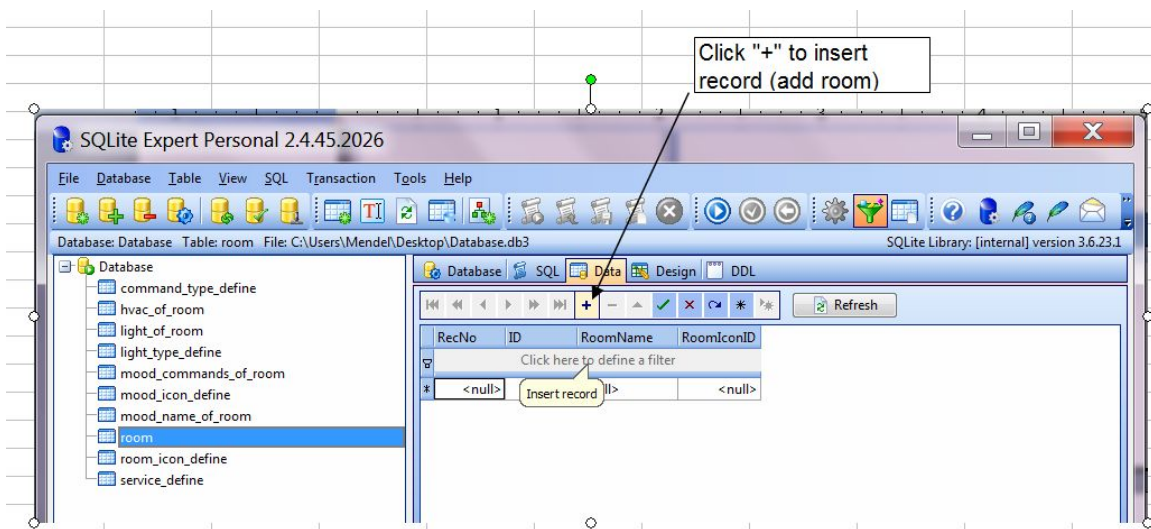 Click "+" to insert
record (add room)
SQLite Expert Personal 2.4.45.2026
File Database Table View SQL Transaction Tools Help
Database: Database Table: room File: C:\Users\Mendel\Desktop\Database.db3 SQLite Library: [internal] version 3.6.23.1
Database
command_type_define
hvac_of_room
light_of_room
light_type_define
mood_commands_of_room
mood_icon_define
mood_name_of_room
room
room_icon_define
service_define
Database SQL Data Design DDL
Refresh
RecNo ID RoomName RoomIconID
Click here to define a filter
<null> <null>
Insert record